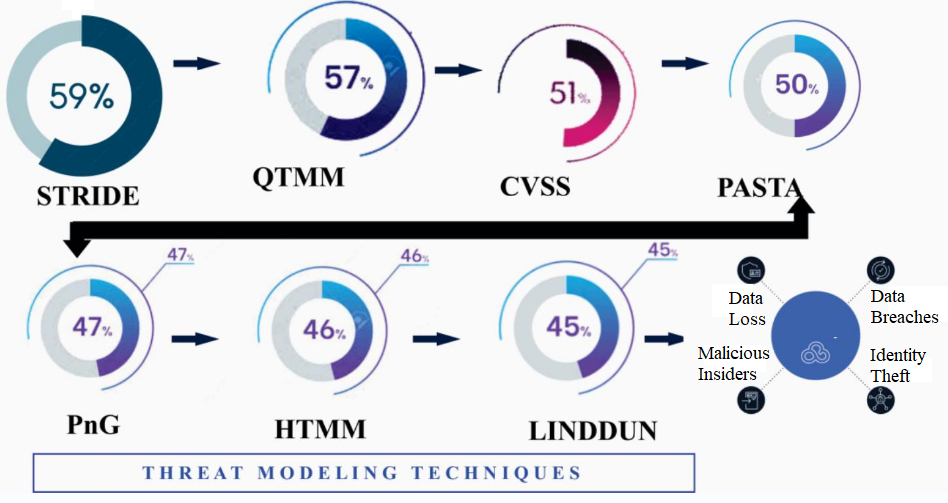 59%
STRIDE
57%
QTMM
51%
CVSS
50%
PASTA
47%
47%
PnG
46%
46%
HTMM
45%
45%
LINDDUN
Data
Loss
Data
Breaches
Malicious
Insiders
Identity
Theft
THREAT MODELING TECHNIQUES